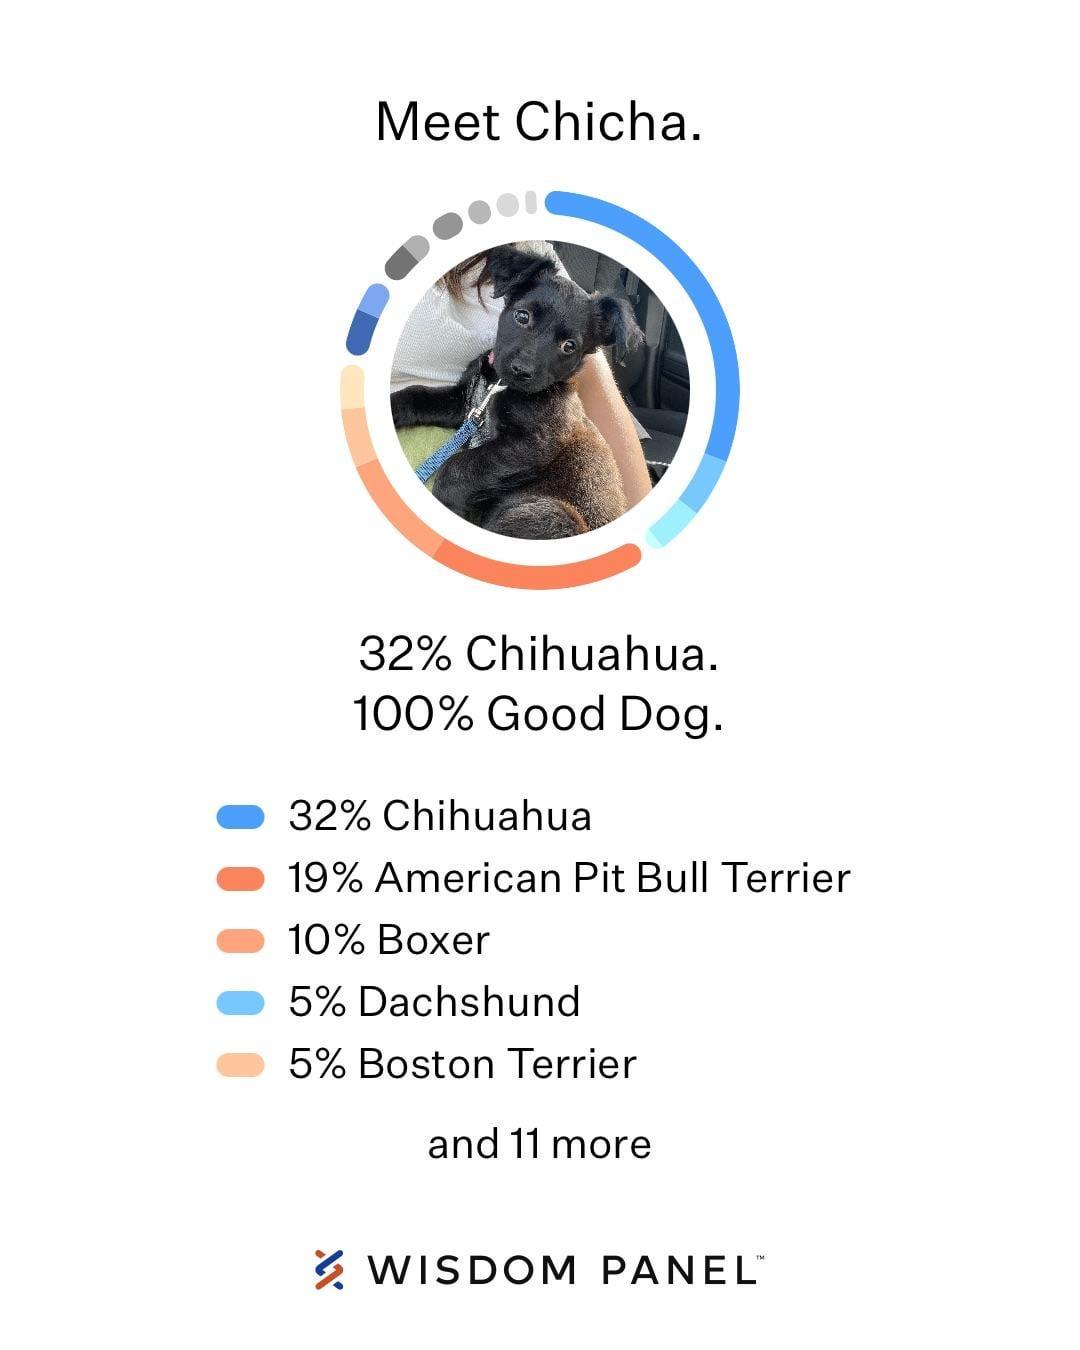 Meet Chicha.
32% Chihuahua.
100% Good Dog.
32% Chihuahua
19% American Pit Bull Terrier
10% Boxer
5% Dachshund
5% Boston Terrier
and 11 more
WISDOM PANEL™